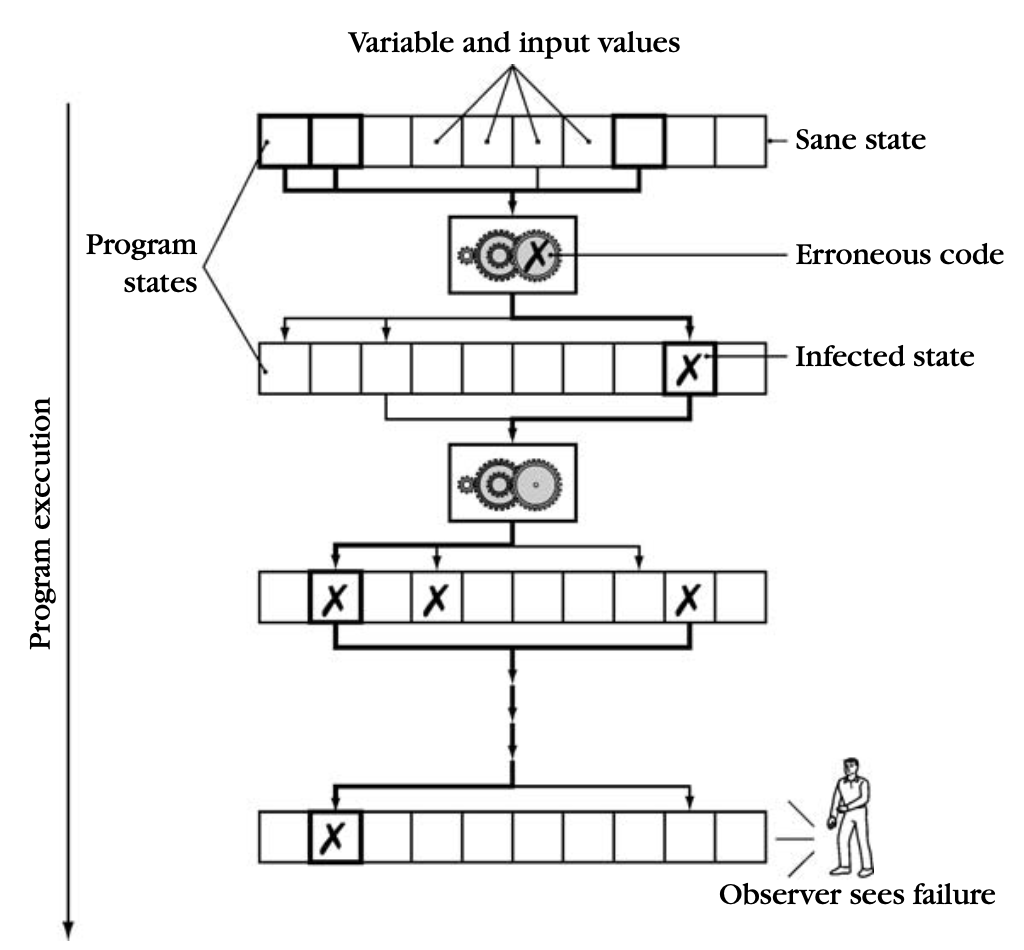 Variable and input values
Sane state
Program
states
Erroneous code
Infected state
Program execution
Observer sees failure